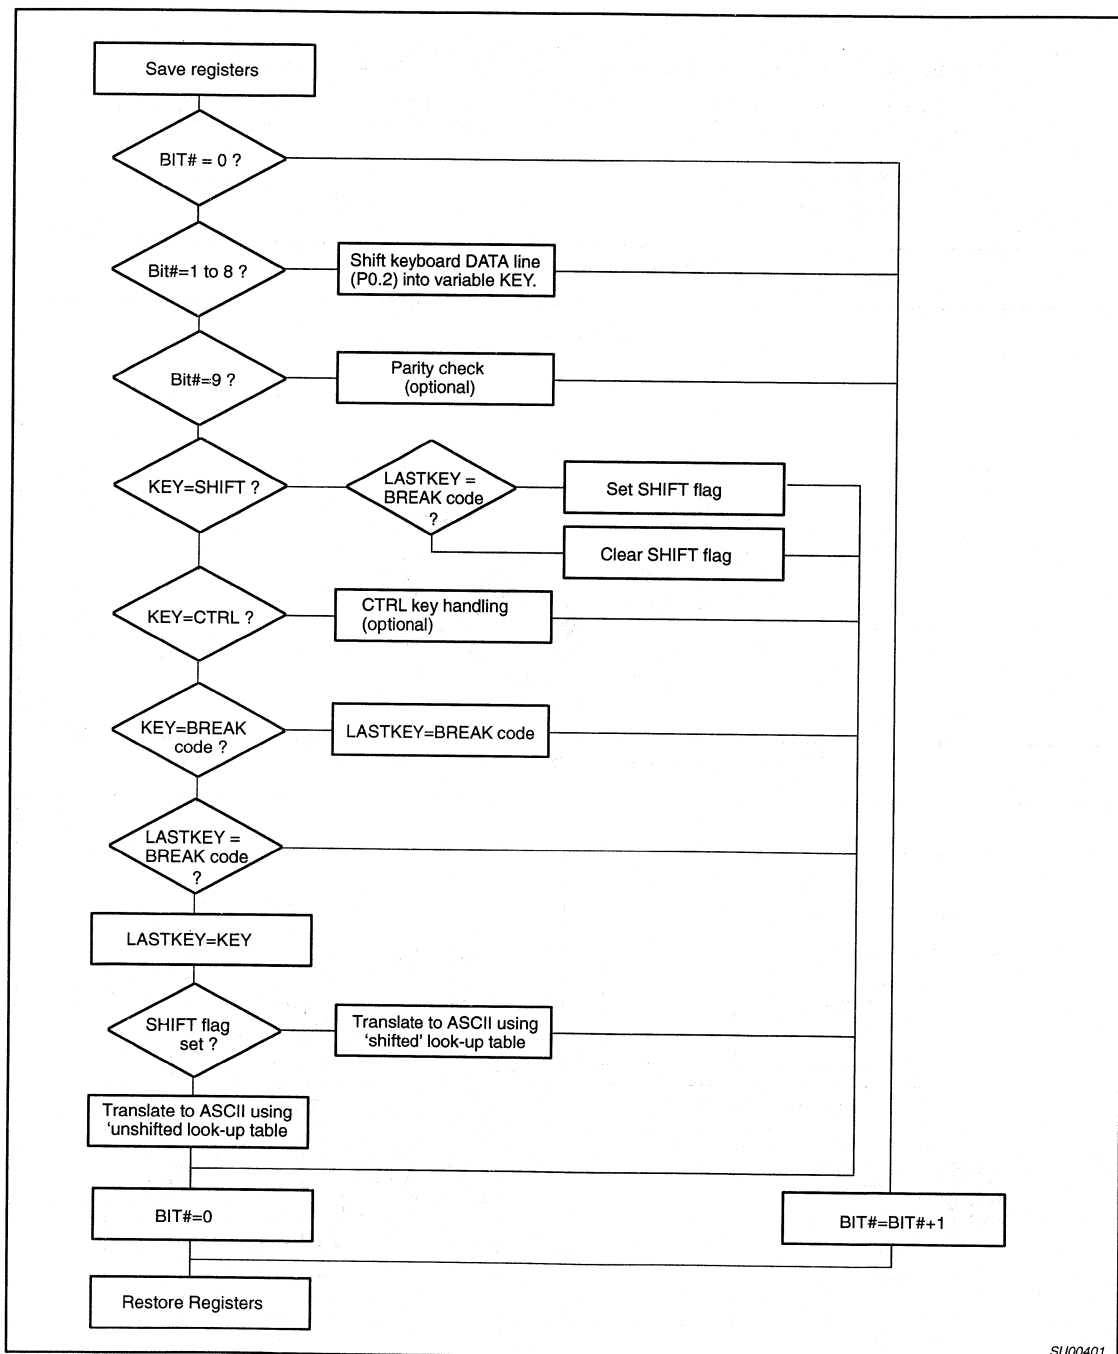 Save registers
BIT# = 0 ?
Bit#=1 to 8 ?
Shift keyboard DATA line
(P0.2) into variable KEY.
Bit#=9 ?
Parity check
(optional)
KEY=SHIFT ?
LASTKEY =
BREAK code
?
Set SHIFT flag
Clear SHIFT flag
KEY=CTRL ?
CTRL key handling
(optional)
KEY=BREAK
code ?
LASTKEY=BREAK code
LASTKEY =
BREAK code
?
LASTKEY=KEY
SHIFT flag
set ?
Translate to ASCII using
‘shifted’ look-up table
Translate to ASCII using
‘unshifted look-up table
BIT#=0
BIT#=BIT#+1
Restore Registers
SU00401